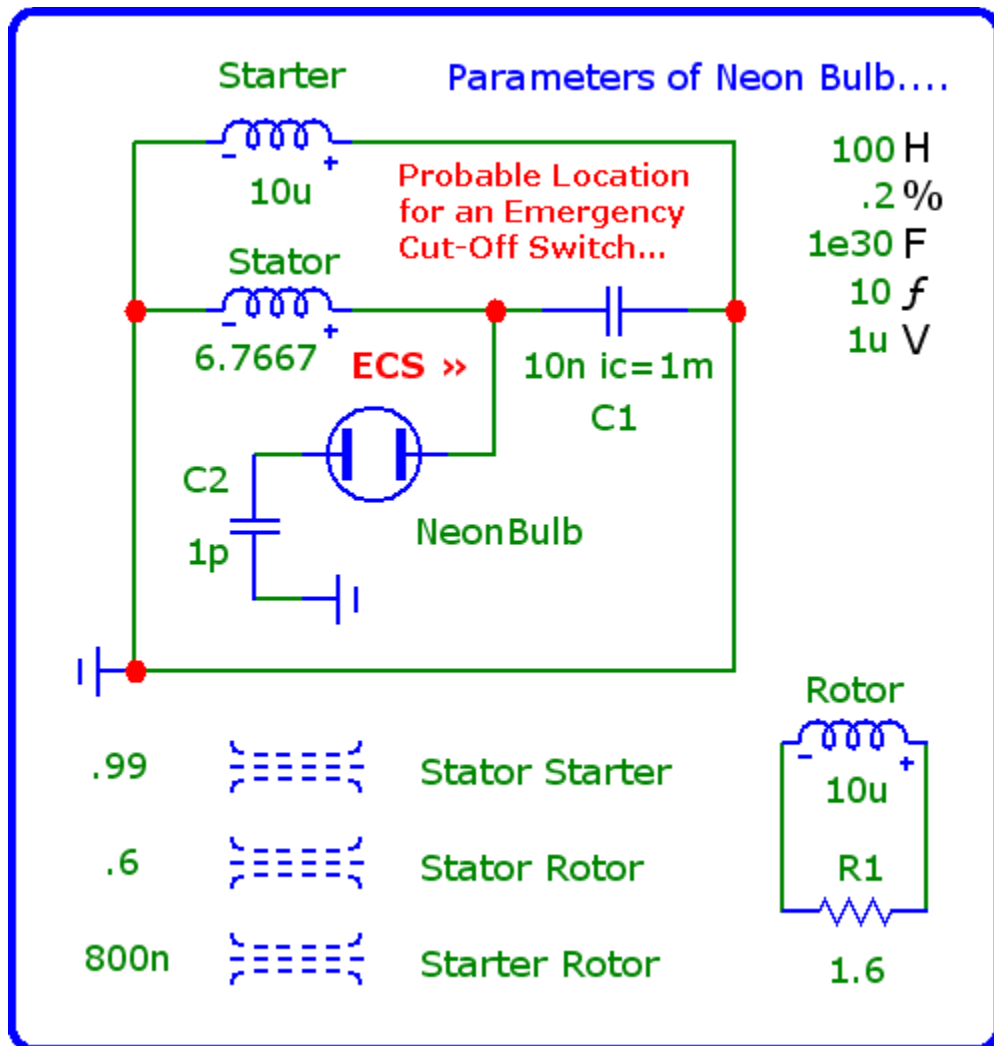 Starter
Parameters of Neon Bulb....
- +
10u
100 H
.2 %
1e30 F
10 ƒ
1u V
Probable Location
for an Emergency
Cut-Off Switch...
Stator
- +
6.7667
ECS »
10n ic=1m
C1
C2
1p
NeonBulb
Rotor
- +
10u
R1
1.6
.99 Stator Starter
.6 Stator Rotor
800n Starter Rotor